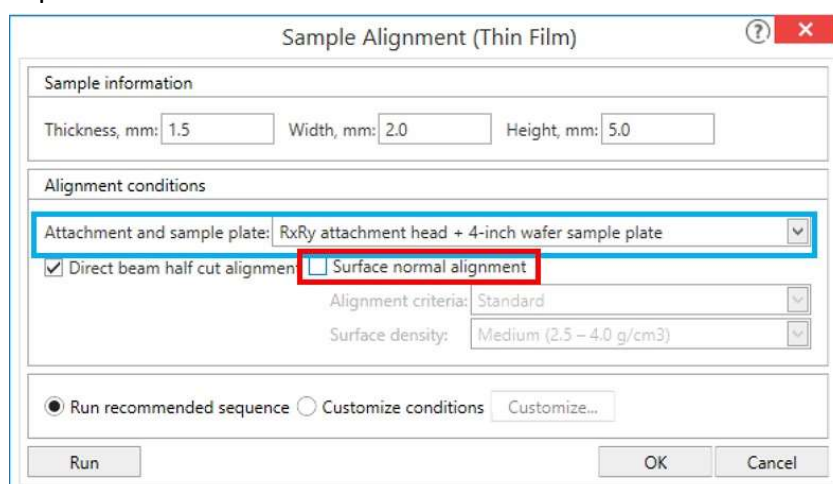 Sample Alignment (Thin Film)
Sample information
Thickness, mm: 1.5 Width, mm: 2.0 Height, mm: 5.0
Alignment conditions
Attachment and sample plate: RxRy attachment head + 4-inch wafer sample plate
Direct beam half cut alignment Surface normal alignment
Alignment criteria: Standard
Surface density: Medium (2.5 – 4.0 g/cm3)
Run recommended sequence Customize conditions Customize...
Run OK Cancel